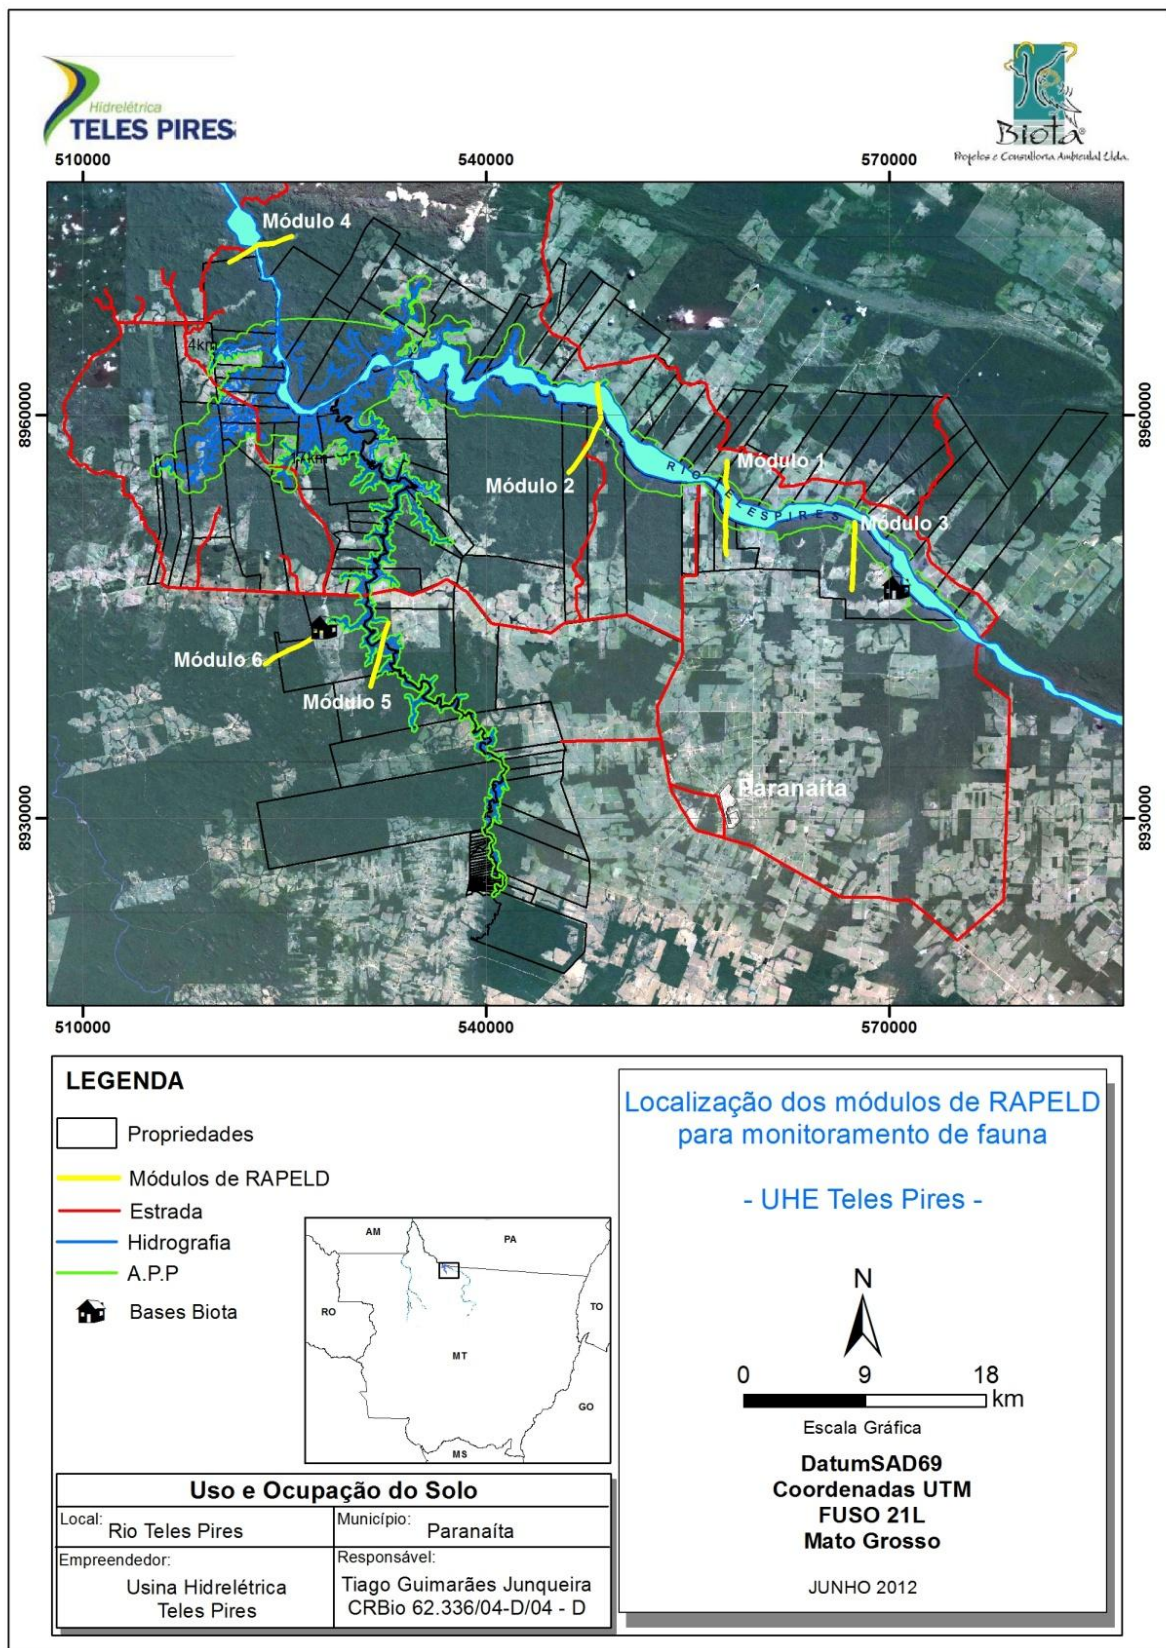 Hidrelétrica
TELES PIRES
Biota®
Projetos e Consultoria Ambiental Ltda.
510000
540000
570000
Módulo 4
4km
8960000
8960000
Módulo 1
7km
Módulo 2
RIO TELESPIRES
Módulo 3
Módulo 6
Módulo 5
Paranaíta
8930000
8930000
510000
540000
570000
LEGENDA
Propriedades
Módulos de RAPELD
Estrada
Hidrografia
A.P.P
Bases Biota
AM
PA
RO
TO
MT
GO
MS
Uso e Ocupação do Solo
Local: Rio Teles Pires
Município: Paranaíta
Empreendedor:
Usina Hidrelétrica
Teles Pires
Responsável:
Tiago Guimarães Junqueira
CRBio 62.336/04-D/04 - D
Localização dos módulos de RAPELD
para monitoramento de fauna
- UHE Teles Pires -
N
0 9 18
km
Escala Gráfica
DatumSAD69
Coordenadas UTM
FUSO 21L
Mato Grosso
JUNHO 2012